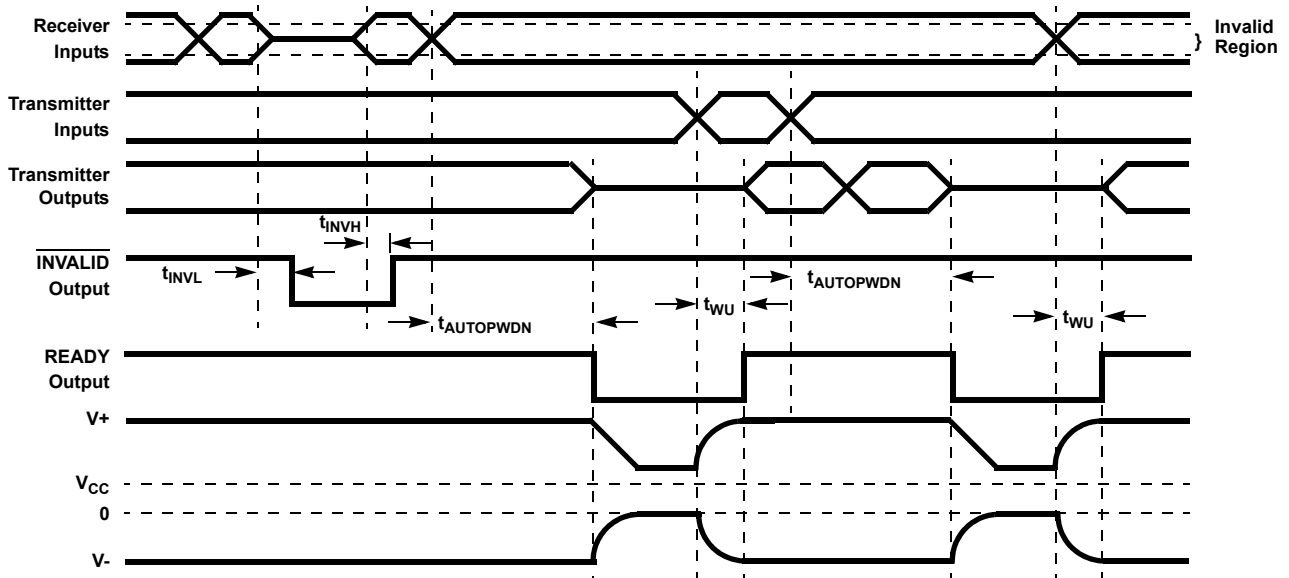 Receiver
Inputs
} Invalid
Region
Transmitter
Inputs
Transmitter
Outputs
tINVH
INVALID
Output
tINVL
tAUTOPWDN
tWU
tAUTOPWDN
tWU
READY
Output
V+
VCC
0
V-